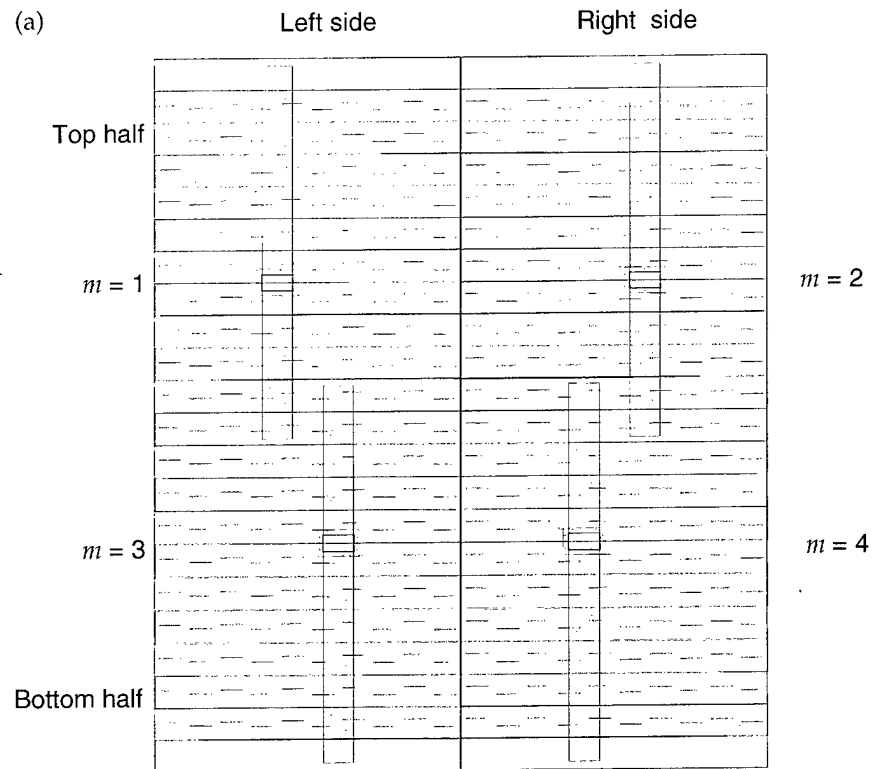 (a)
Left side
Right side
Top half
m = 1
m = 2
m = 3
m = 4
Bottom half